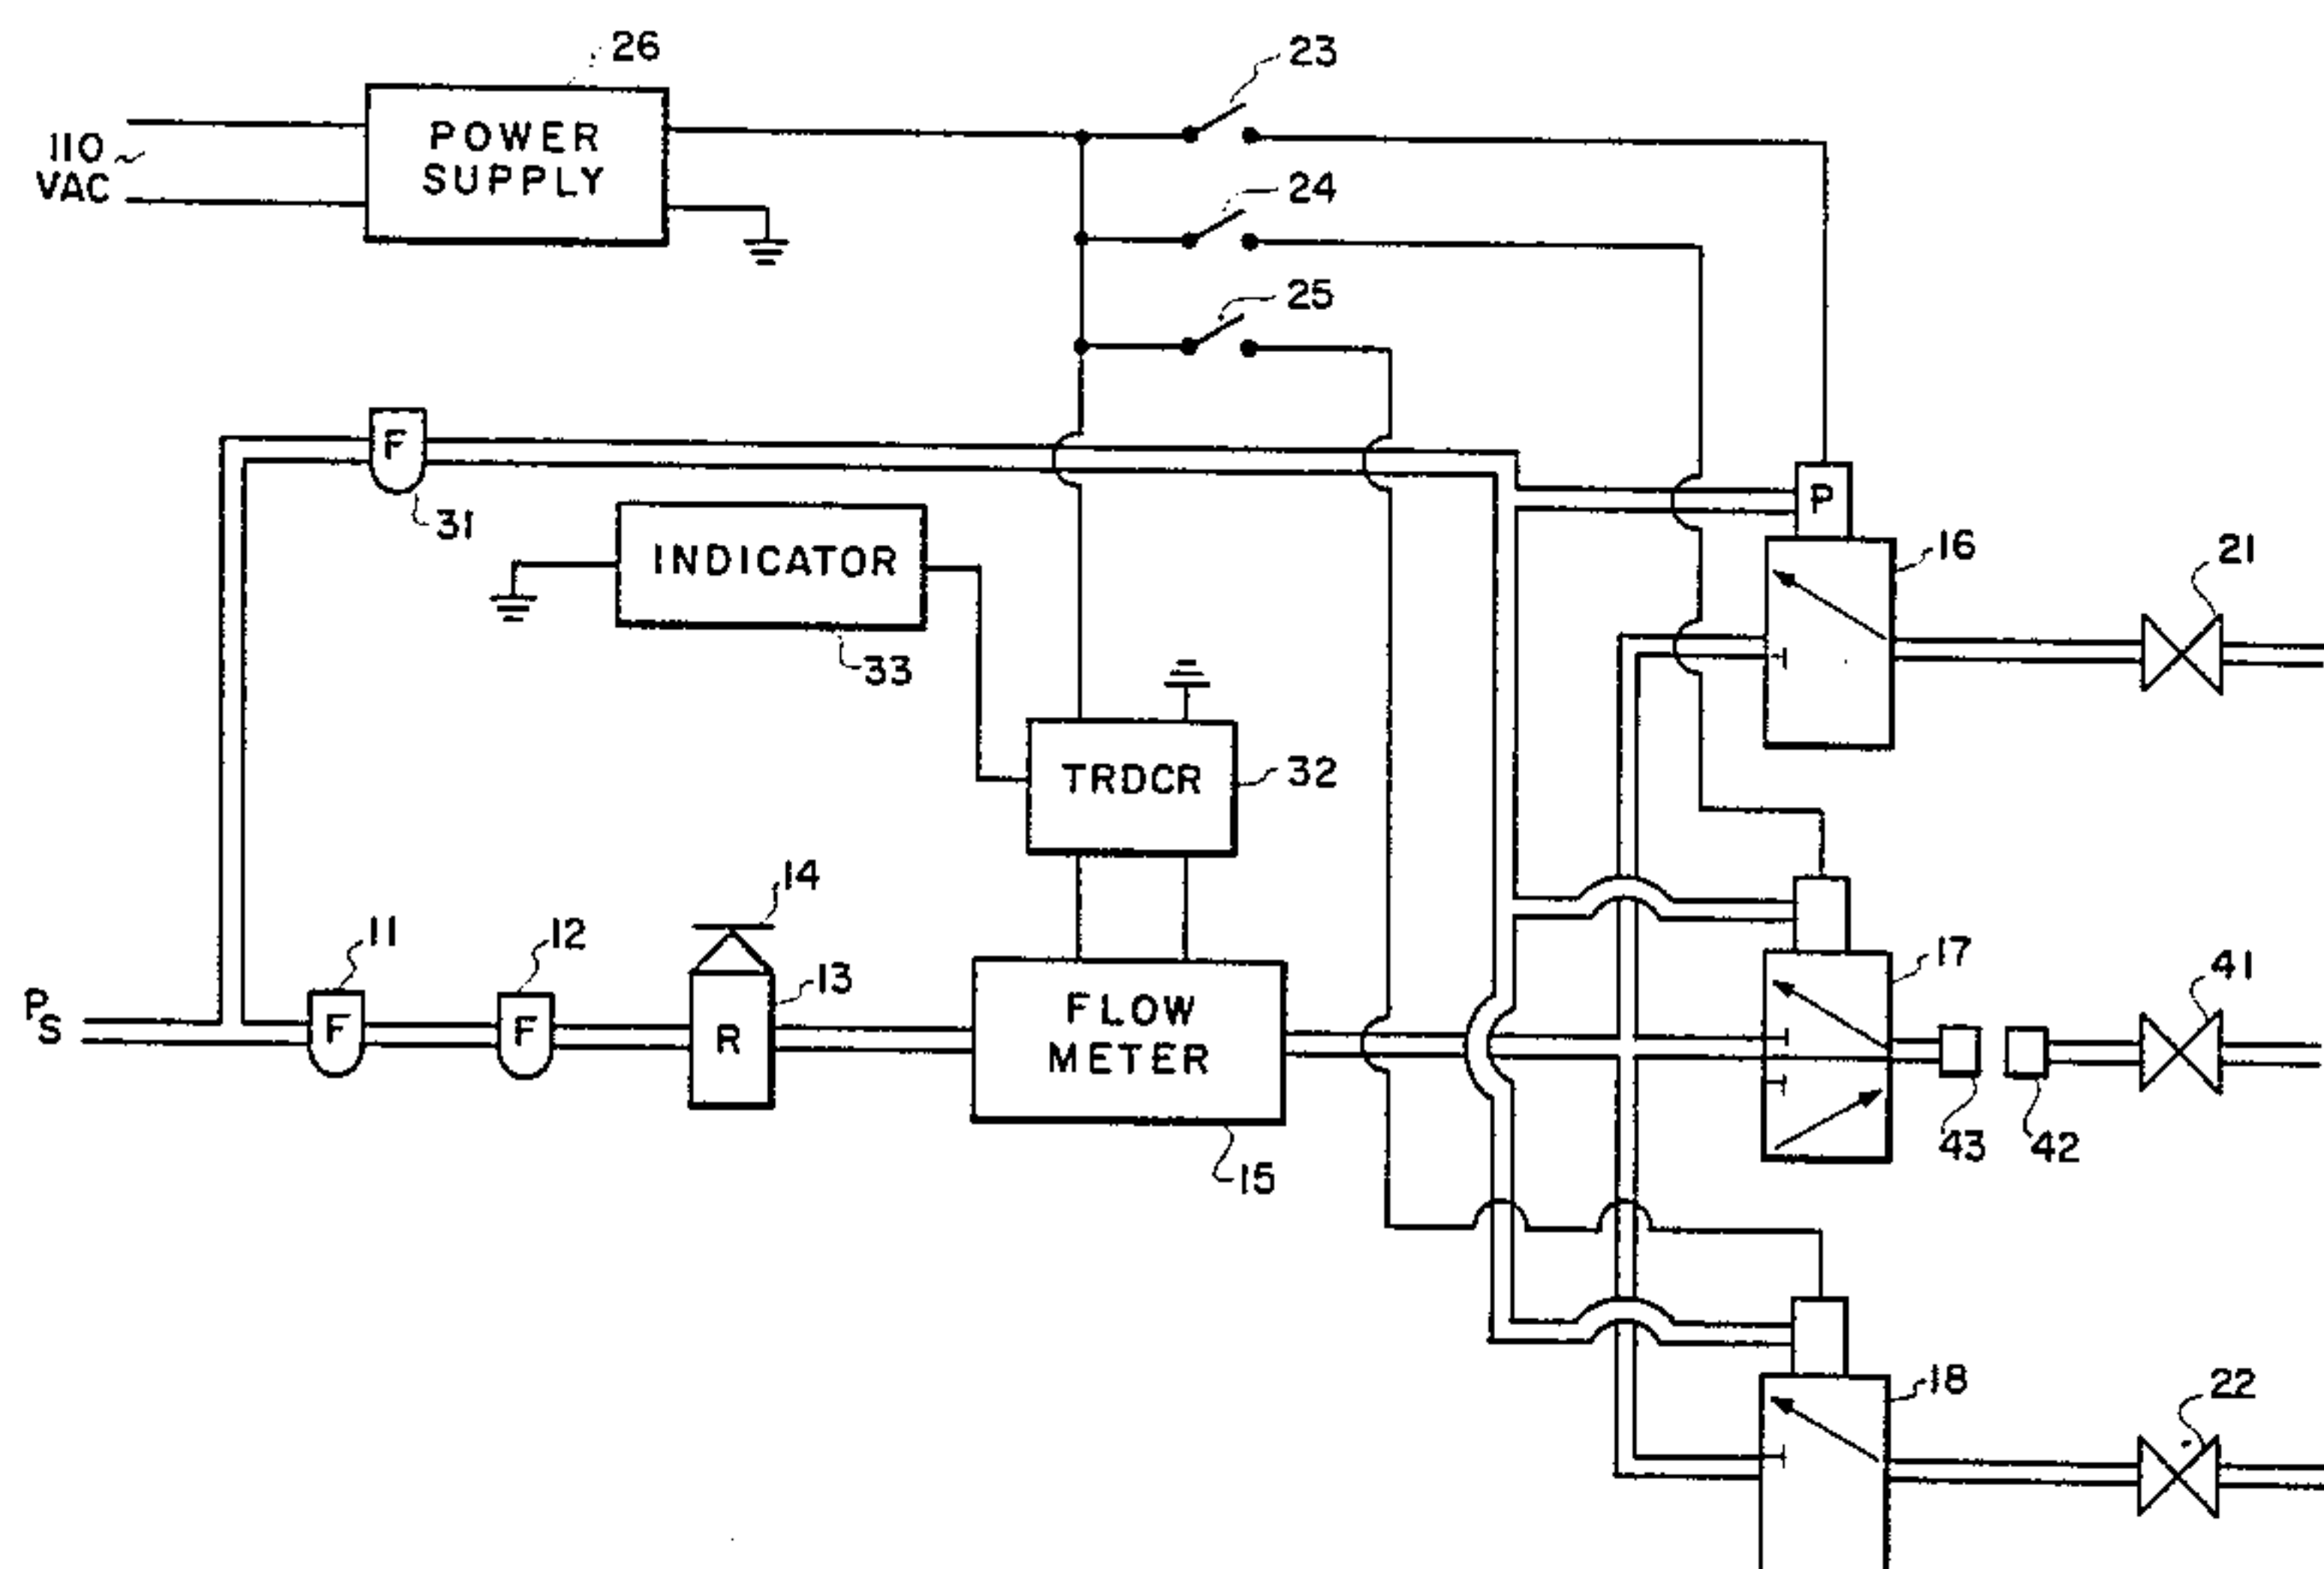 26
23
POWER
SUPPLY
110
VAC
24
25
F
31
P
INDICATOR
16
21
33
TRDCR
32
14
11
12
13
17
41
PS
F
F
R
FLOW
METER
43
42
15
18
22